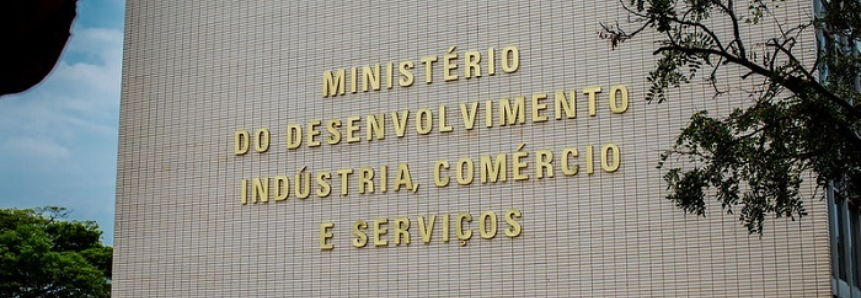 MINISTÉRIO
DO DESENVOLVIMENTO
INDÚSTRIA, COMÉRCIO
E SERVIÇOS